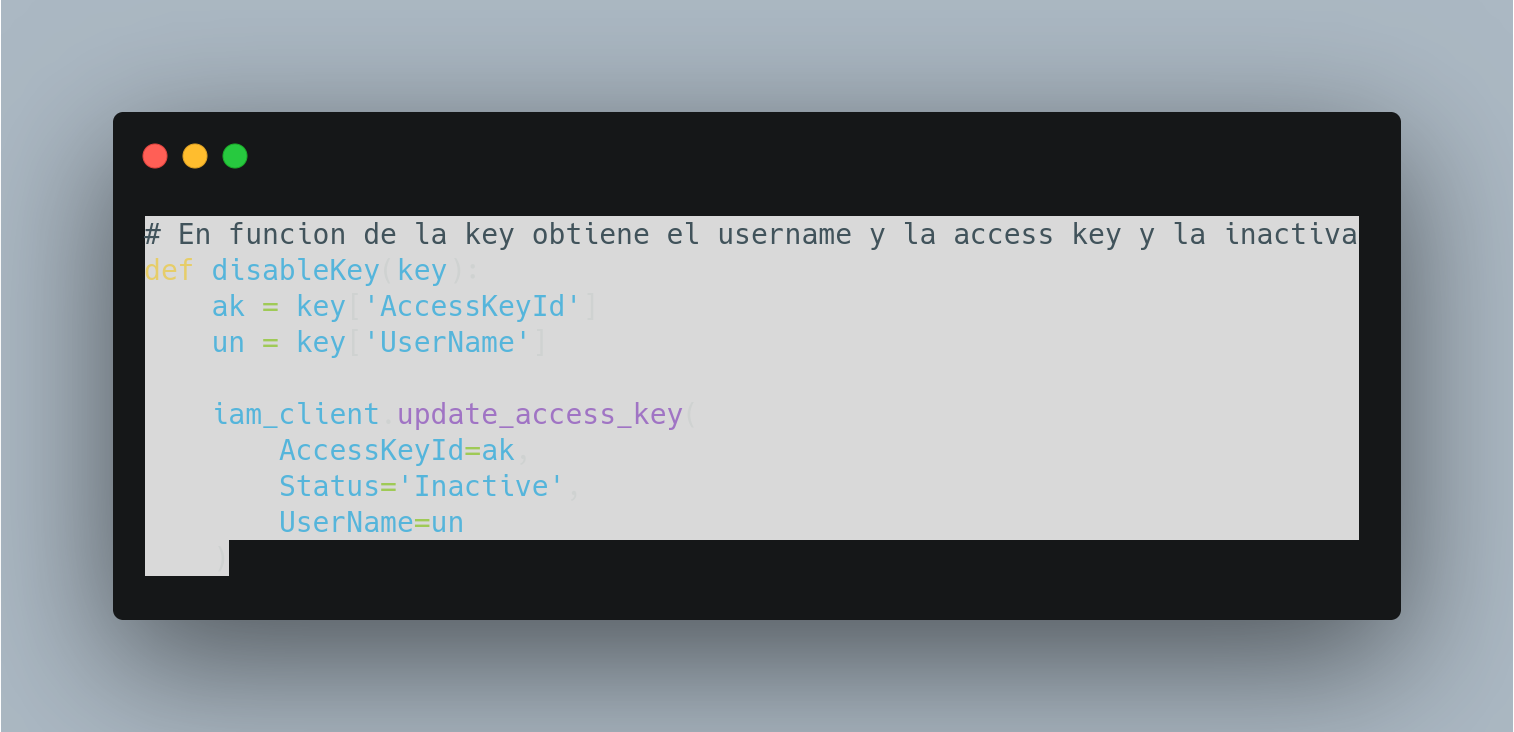 # En funcion de la key obtiene el username y la access key y la inactiva
def disableKey(key):
    ak = key['AccessKeyId']
    un = key['UserName']

    iam_client.update_access_key(
        AccessKeyId=ak,
        Status='Inactive',
        UserName=un
    )